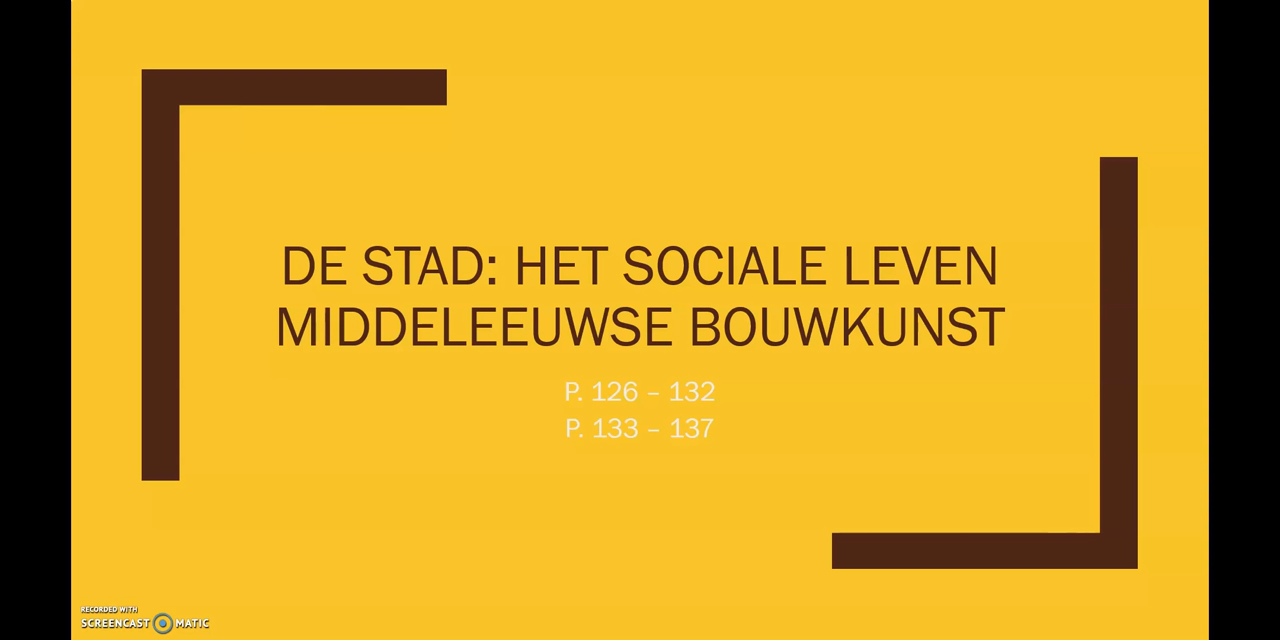 DE STAD: HET SOCIALE LEVEN
MIDDELEEUWSE BOUWKUNST
P. 126 – 132
P. 133 – 137
RECORDED WITH
SCREENCAST MATIC